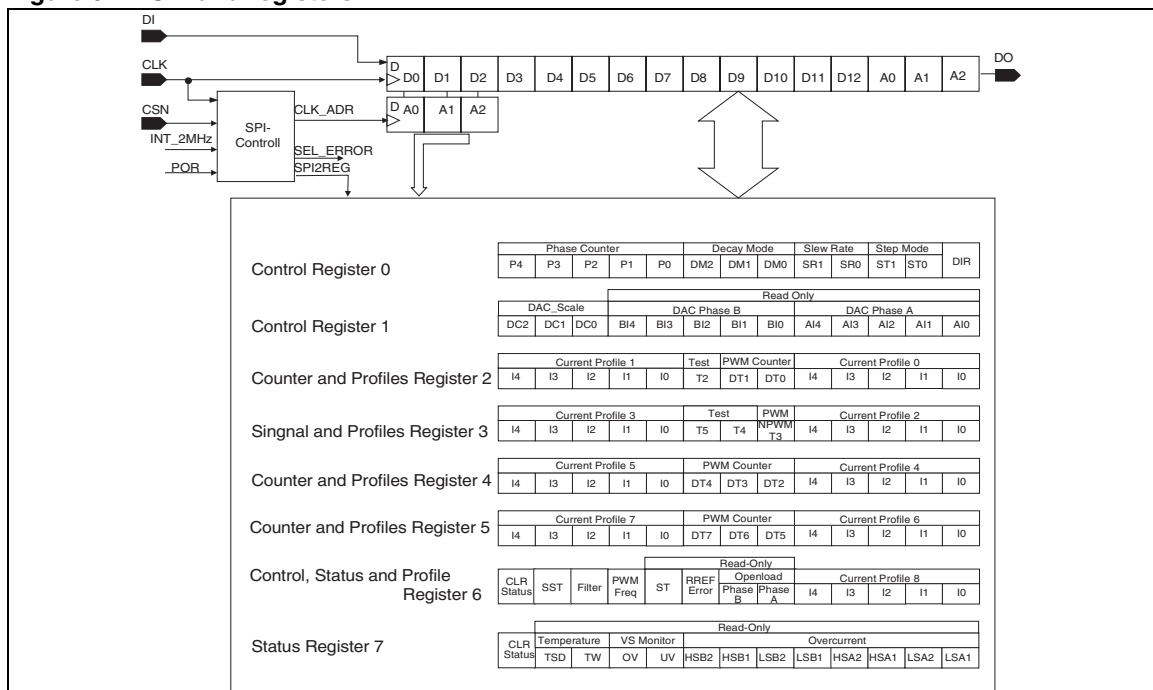 DI
DO
CLK
D D0 D1 D2 D3 D4 D5 D6 D7 D8 D9 D10 D11 D12 A0 A1 A2
CSN
CLK_ADR
D A0 A1 A2
SPI-
Controll
INT_2MHz
SEL_ERROR
POR
SPI2REG
Phase Counter Decay Mode Slew Rate Step Mode
Control Register 0 P4 P3 P2 P1 P0 DM2 DM1 DM0 SR1 SR0 ST1 ST0 DIR
Read Only
DAC_Scale DAC Phase B DAC Phase A
Control Register 1 DC2 DC1 DC0 BI4 BI3 BI2 BI1 BI0 AI4 AI3 AI2 AI1 AI0
Current Profile 1 Test PWM Counter Current Profile 0
Counter and Profiles Register 2 I4 I3 I2 I1 I0 T2 DT1 DT0 I4 I3 I2 I1 I0
Current Profile 3 Test PWM Current Profile 2
Singnal and Profiles Register 3 I4 I3 I2 I1 I0 T5 T4 NPWM T3 I4 I3 I2 I1 I0
Current Profile 5 PWM Counter Current Profile 4
Counter and Profiles Register 4 I4 I3 I2 I1 I0 DT4 DT3 DT2 I4 I3 I2 I1 I0
Current Profile 7 PWM Counter Current Profile 6
Counter and Profiles Register 5 I4 I3 I2 I1 I0 DT7 DT6 DT5 I4 I3 I2 I1 I0
Read-Only
Control, Status and Profile
Register 6
CLR Status SST Filter PWM Freq ST RREF Error Openload Phase B Phase A Current Profile 8 I4 I3 I2 I1 I0
Read-Only
Temperature VS Monitor Overcurrent
Status Register 7 CLR Status TSD TW OV UV HSB2 HSB1 LSB2 LSB1 HSA2 HSA1 LSA2 LSA1